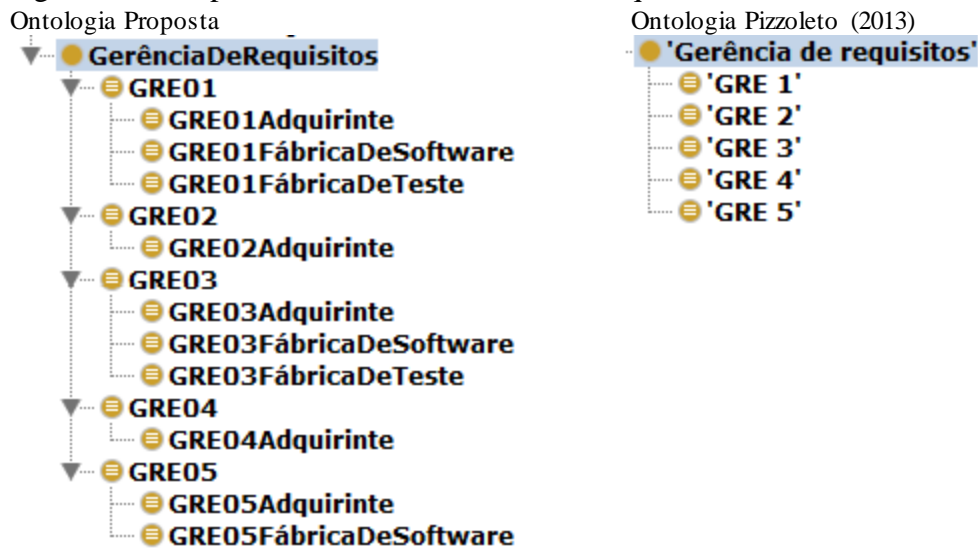 Ontologia Proposta
GerênciaDeRequisitos
GRE01
GRE01Adquirinte
GRE01FábricaDeSoftware
GRE01FábricaDeTeste
GRE02
GRE02Adquirinte
GRE03
GRE03Adquirinte
GRE03FábricaDeSoftware
GRE03FábricaDeTeste
GRE04
GRE04Adquirinte
GRE05
GRE05Adquirinte
GRE05FábricaDeSoftware
Ontologia Pizzoleto (2013)
'Gerência de requisitos'
'GRE 1'
'GRE 2'
'GRE 3'
'GRE 4'
'GRE 5'